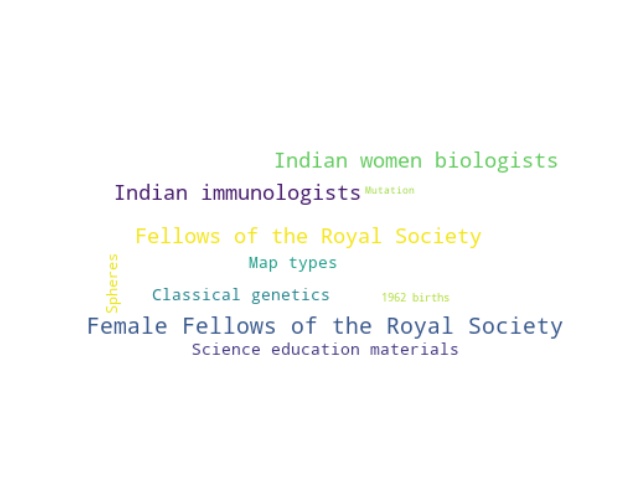 Indian women biologists
Indian immunologists
Mutation
Fellows of the Royal Society
Map types
Spheres
Classical genetics
1962 births
Female Fellows of the Royal Society
Science education materials